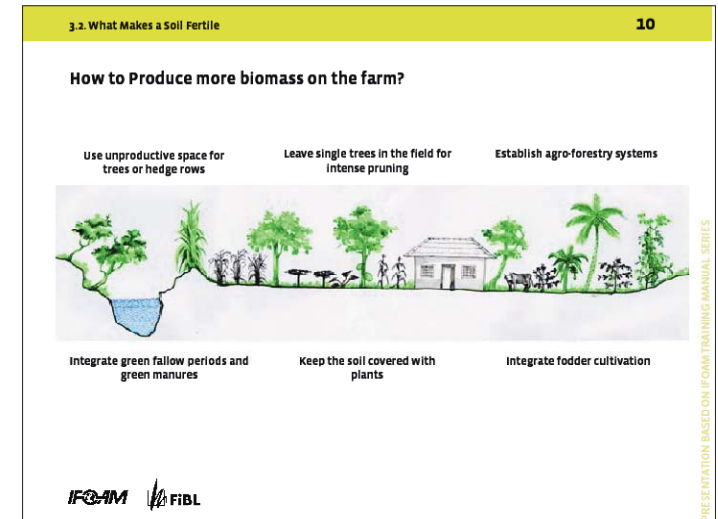 3.2. What Makes a Soil Fertile
10
How to Produce more biomass on the farm?
Use unproductive space for
trees or hedge rows
Leave single trees in the field for
intense pruning
Establish agro-forestry systems
Integrate green fallow periods and
green manures
Keep the soil covered with
plants
Integrate fodder cultivation
PRESENTATION BASED ON IFOAM TRAINING MANUAL SERIES
IFOAM
FiBL